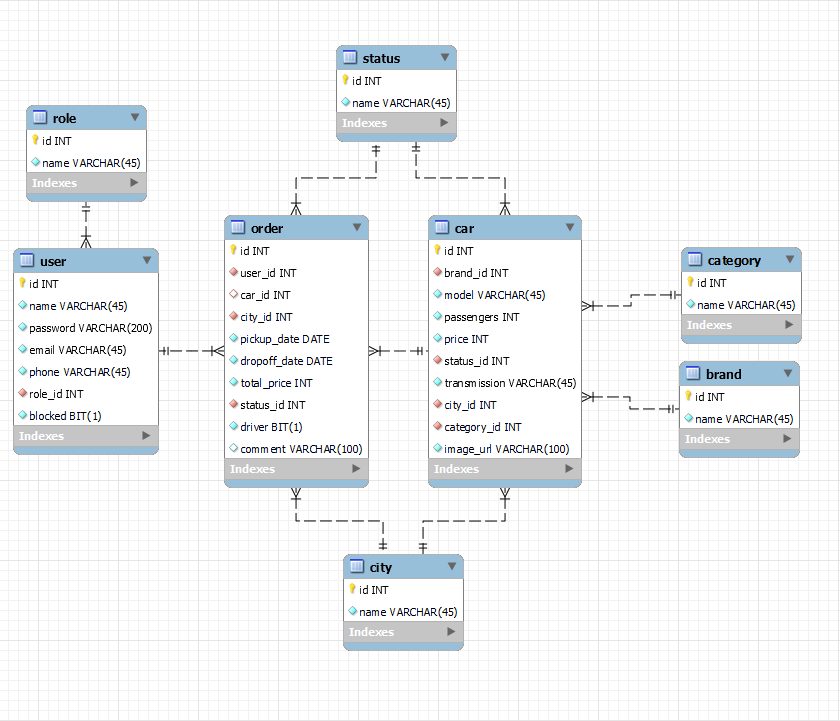 status
id INT
name VARCHAR(45)
Indexes
role
id INT
name VARCHAR(45)
Indexes
user
id INT
name VARCHAR(45)
password VARCHAR(200)
email VARCHAR(45)
phone VARCHAR(45)
role_id INT
blocked BIT(1)
Indexes
order
id INT
user_id INT
car_id INT
city_id INT
pickup_date DATE
dropoff_date DATE
total_price INT
status_id INT
driver BIT(1)
comment VARCHAR(100)
Indexes
car
id INT
brand_id INT
model VARCHAR(45)
passengers INT
price INT
status_id INT
transmission VARCHAR(45)
city_id INT
category_id INT
image_url VARCHAR(100)
Indexes
category
id INT
name VARCHAR(45)
Indexes
brand
id INT
name VARCHAR(45)
Indexes
city
id INT
name VARCHAR(45)
Indexes